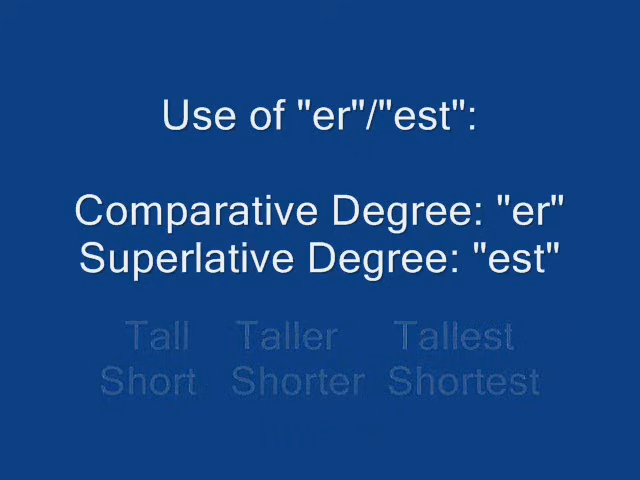 Use of "er"/"est":
Comparative Degree: "er"
Superlative Degree: "est"
Tall Taller Tallest
Short Shorter Shortest